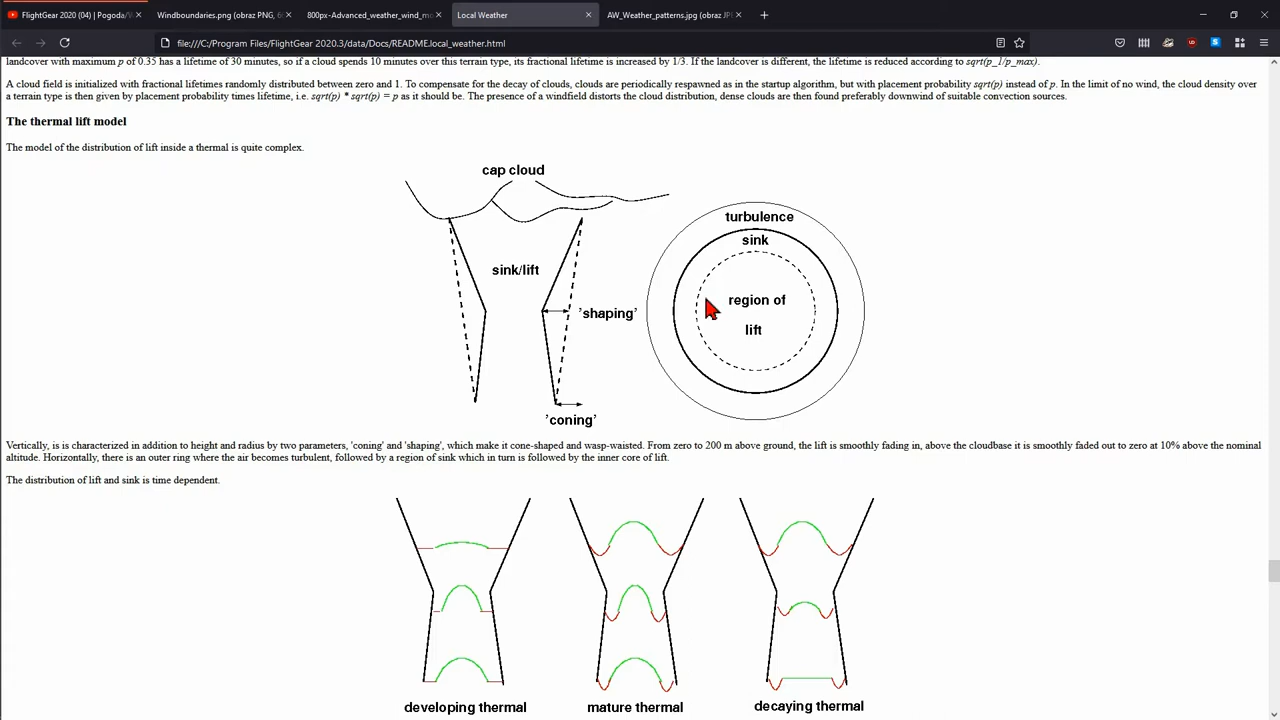 FlightGear 2020 (04) | Pogoda/W
Windboundaries.png (obraz PNG, 6
800px-Advanced_weather_wind_mo
Local Weather
AW_Weather_patterns.jpg (obraz JP
file:///C:/Program Files/FlightGear 2020.3/data/Docs/README.local_weather.html
landcover with maximum p of 0.35 has a lifetime of 30 minutes, so if a cloud spends 10 minutes over this terrain type, its fractional lifetime is increased by 1/3. If the landcover is different, the lifetime is reduced according to sqrt(p_1/p_max).
A cloud field is initialized with fractional lifetimes randomly distributed between zero and 1. To compensate for the decay of clouds, clouds are periodically respawned as in the startup algorithm, but with placement probability sqrt(p) instead of p. In the limit of no wind, the cloud density over
a terrain type is then given by placement probability times lifetime, i.e. sqrt(p) * sqrt(p) = p as it should be. The presence of a windfield distorts the cloud distribution, dense clouds are then found preferably downwind of suitable convection sources.
The thermal lift model
The model of the distribution of lift inside a thermal is quite complex.
cap cloud
sink/lift
'shaping'
'coning'
turbulence
sink
region of
lift
Vertically, is is characterized in addition to height and radius by two parameters, 'coning' and 'shaping', which make it cone-shaped and wasp-waisted. From zero to 200 m above ground, the lift is smoothly fading in, above the cloudbase it is smoothly faded out to zero at 10% above the nominal
altitude. Horizontally, there is an outer ring where the air becomes turbulent, followed by a region of sink which in turn is followed by the inner core of lift.
The distribution of lift and sink is time dependent.
developing thermal
mature thermal
decaying thermal